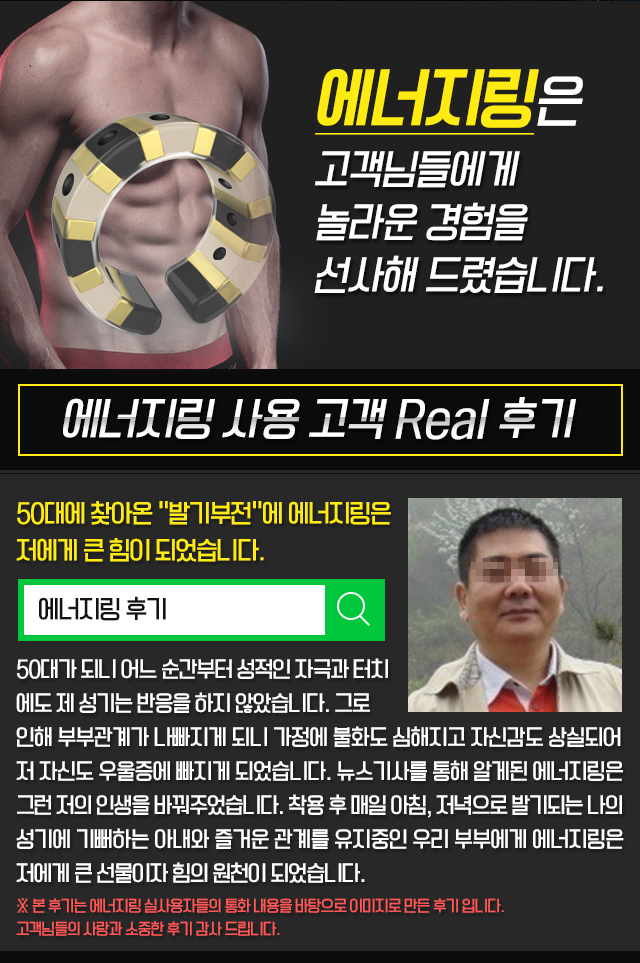 에너지링은
고객님들에게
놀라운 경험을
선사해 드렸습니다.
에너지링 사용 고객 Real 후기
50대에 찾아온 "발기부전"에 에너지링은
저에게 큰 힘이 되었습니다.
에너지링 후기
50대가 되니 어느 순간부터 성적인 자극과 터치
에도 제 성기는 반응을 하지 않았습니다. 그로
인해 부부관계가 나빠지게 되니 가정에 불화도 심해지고 자신감도 상실되어
저 자신도 우울증에 빠지게 되었습니다. 뉴스기사를 통해 알게된 에너지링은
그런 저의 인생을 바꿔주었습니다. 착용 후 매일 아침, 저녁으로 발기되는 나의
성기에 기뻐하는 아내와 즐거운 관계를 유지중인 우리 부부에게 에너지링은
저에게 큰 선물이자 힘의 원천이 되었습니다.
※ 본 후기는 에너지링 실사용자들의 통화 내용을 바탕으로 이미지로 만든 후기 입니다.
고객님들의 사랑과 소중한 후기 감사 드립니다.